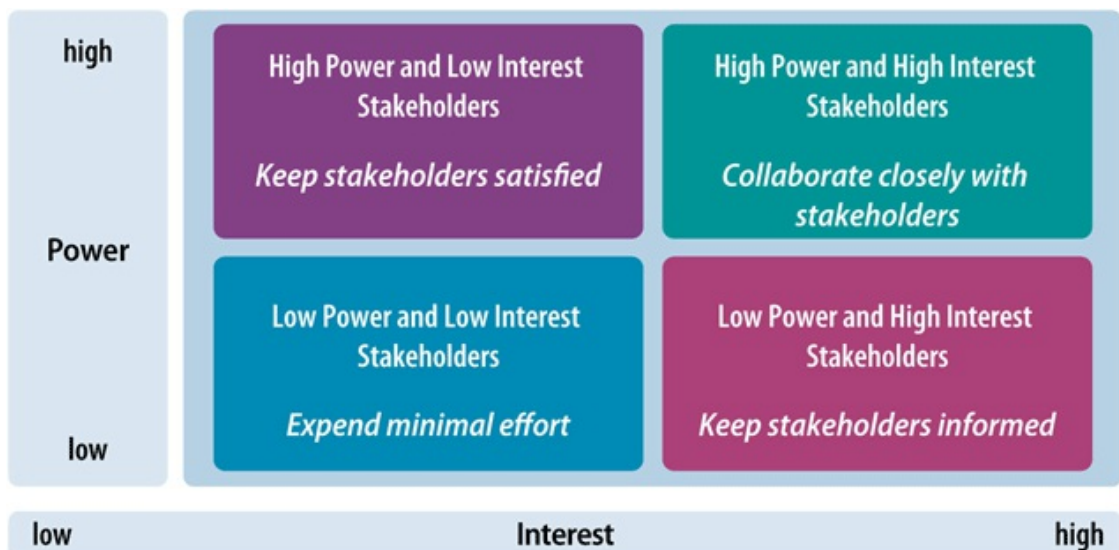 high
High Power and Low Interest
Stakeholders
Keep stakeholders satisfied
High Power and High Interest
Stakeholders
Collaborate closely with
stakeholders
Power
Low Power and Low Interest
Stakeholders
Expend minimal effort
Low Power and High Interest
Stakeholders
Keep stakeholders informed
low
low
Interest
high